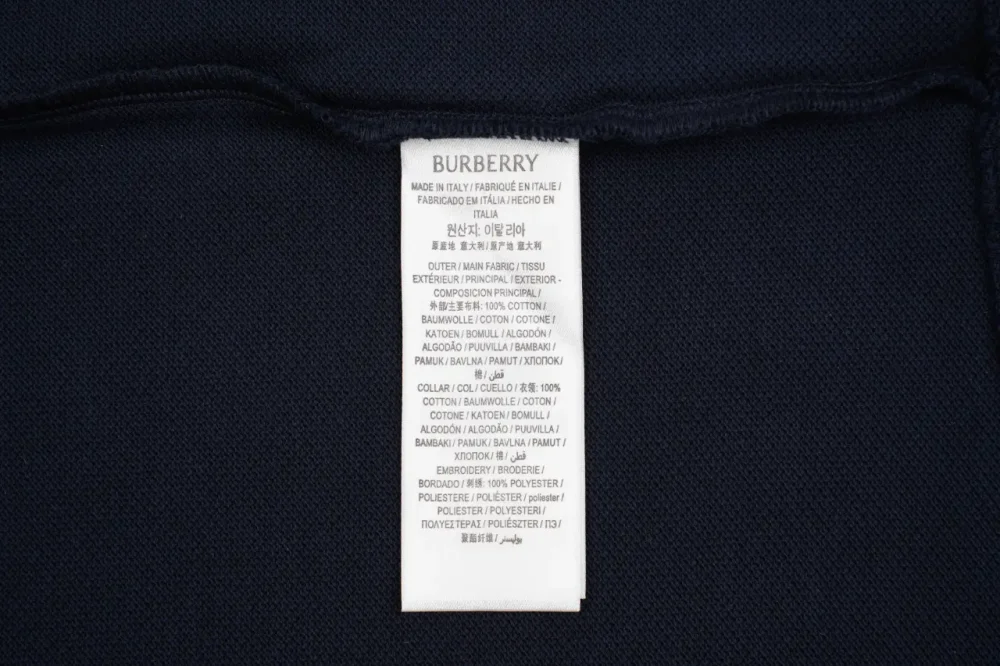 BURBERRY
MADE IN ITALY / FABRIQUÉ EN ITALIE /
FABRICADO EM ITÁLIA / HECHO EN
ITALIA
원산지: 이탈리아
原産地 意大利 / 原产地 意大利
OUTER / MAIN FABRIC / TISSU
EXTÉRIEUR / PRINCIPAL / EXTERIOR -
COMPOSICION PRINCIPAL /
外部/主要布料: 100% COTTON /
BAUMWOLLE / COTON / COTONE /
KATOEN / BOMULL / ALGODÓN /
ALGODÃO / PUUVILLA / BAMBAKI /
PAMUK / BAVLNA / PAMUT / ХЛОПОК /
棉 / قطن
COLLAR / COL / CUELLO / 衣领: 100%
COTTON / BAUMWOLLE / COTON /
COTONE / KATOEN / BOMULL /
ALGODÓN / ALGODÃO / PUUVILLA /
BAMBAKI / PAMUK / BAVLNA / PAMUT /
ХЛОПОК / 棉 / قطن
EMBROIDERY / BRODERIE /
BORDADO / 刺绣: 100% POLYESTER /
POLIESTERE / POLIÉSTER / poliester /
POLIESTER / POLYESTERI /
ΠΟΛΥΕΣΤΕΡΑΣ / POLIÉSZTER / ПЭ /
聚酯纤维 / بوليستر